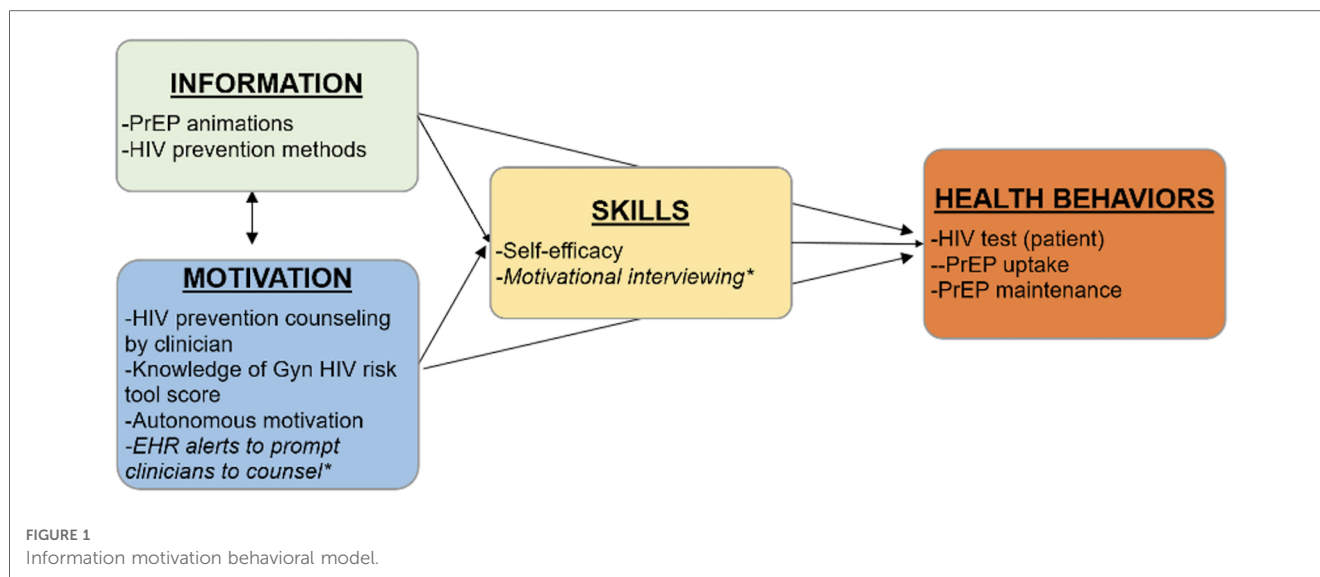 INFORMATION
-PrEP animations
-HIV prevention methods
MOTIVATION
-HIV prevention counseling
by clinician
-Knowledge of Gyn HIV risk
tool score
-Autonomous motivation
-EHR alerts to prompt
clinicians to counsel*
SKILLS
-Self-efficacy
-Motivational interviewing*
HEALTH BEHAVIORS
-HIV test (patient)
--PrEP uptake
-PrEP maintenance
FIGURE 1
Information motivation behavioral model.